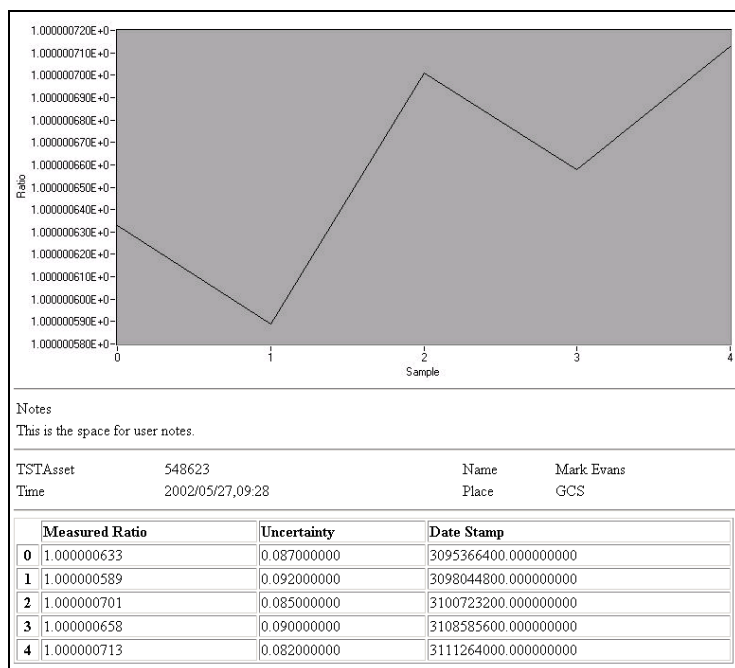 1.000000720E+0-
1.000000710E+0-
1.000000700E+0-
1.000000690E+0-
1.000000680E+0-
1.000000670E+0-
1.000000660E+0-
1.000000650E+0-
1.000000640E+0-
1.000000630E+0-
1.000000620E+0-
1.000000610E+0-
1.000000600E+0-
1.000000590E+0-
1.000000580E+0-
Ratio
0 1 2 3 4
Sample
Notes
This is the space for user notes.
TSTAsset 548623 Name Mark Evans
Time 2002/05/27,09:28 Place GCS
Measured Ratio Uncertainty Date Stamp
0 1.000000633 0.087000000 3095366400.000000000
1 1.000000589 0.092000000 3098044800.000000000
2 1.000000701 0.085000000 3100723200.000000000
3 1.000000658 0.090000000 3108585600.000000000
4 1.000000713 0.082000000 3111264000.000000000